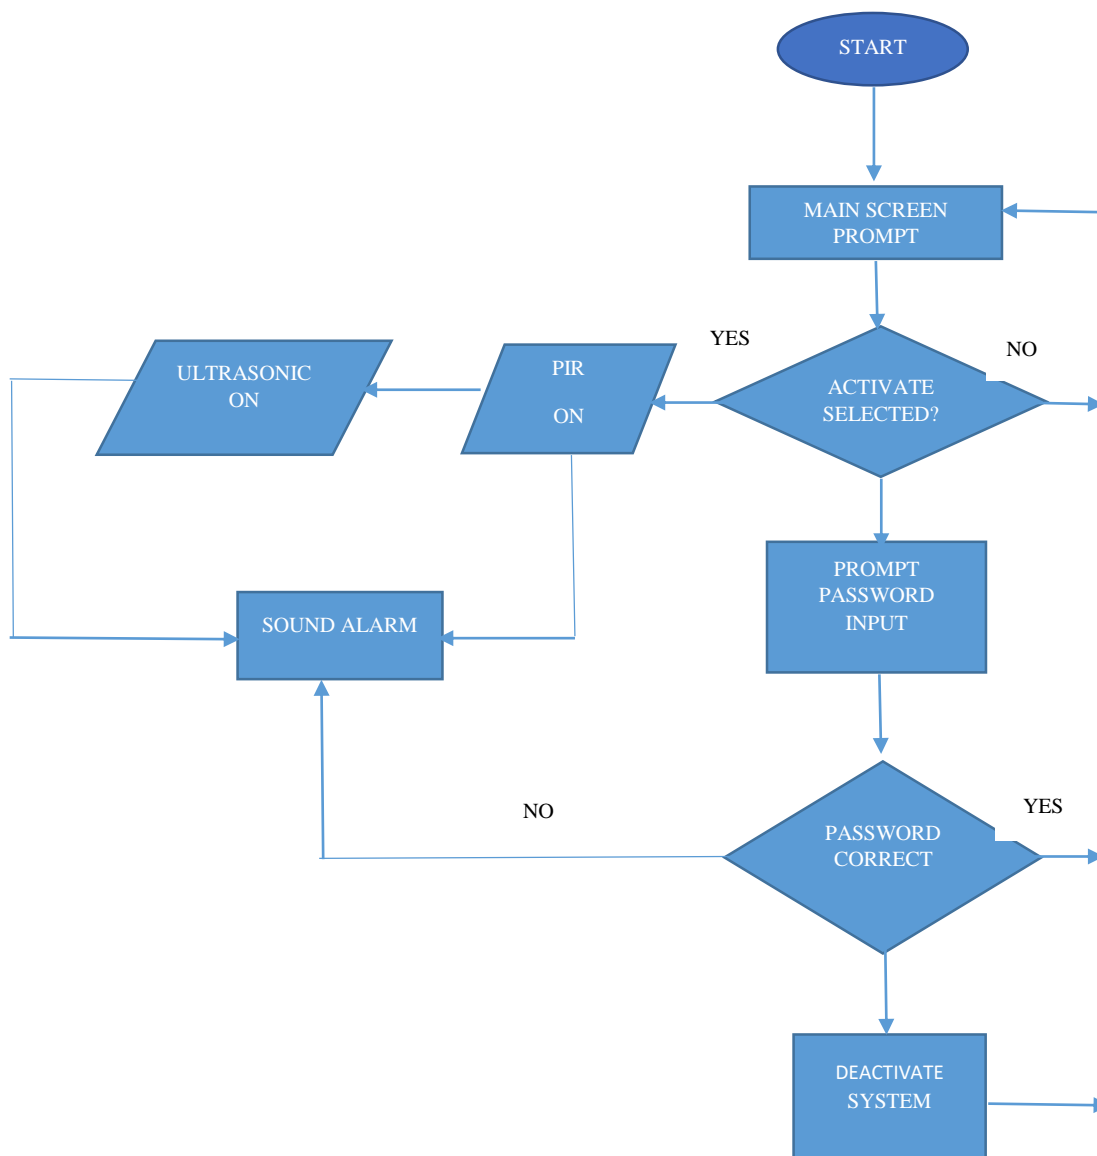 START
MAIN SCREEN
PROMPT
YES
NO
ULTRASONIC
ON
PIR
ON
ACTIVATE
SELECTED?
PROMPT
PASSWORD
INPUT
SOUND ALARM
NO
YES
PASSWORD
CORRECT
DEACTIVATE
SYSTEM